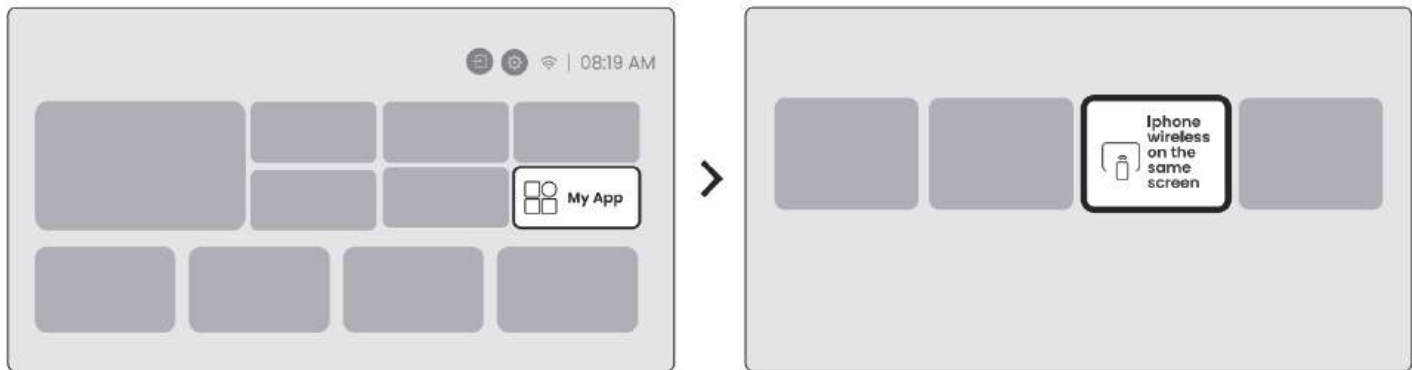 08:19 AM
My App
Iphone
wireless
on the
same
screen